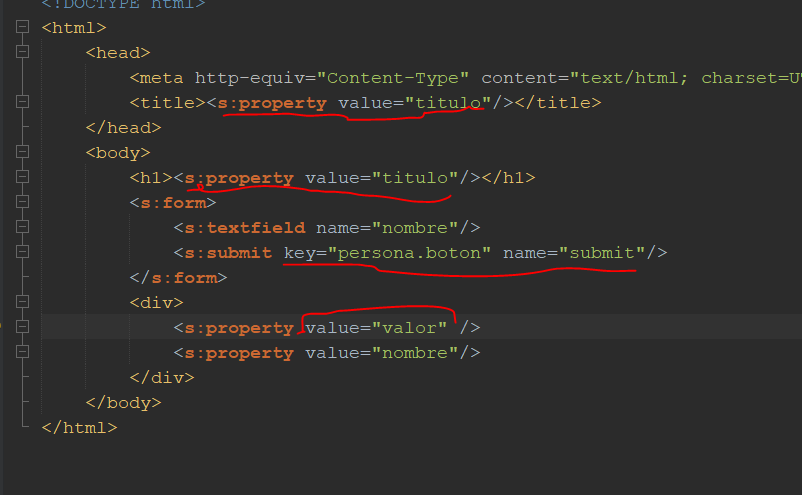 <!DOCTYPE html>
<html>
<head>
<meta http-equiv="Content-Type" content="text/html; charset=U
<title><s:property value="titulo"/></title>
</head>
<body>
<h1><s:property value="titulo"/></h1>
<s:form>
<s:textfield name="nombre"/>
<s:submit key="persona.boton" name="submit"/>
</s:form>
<div>
<s:property value="valor" />
<s:property value="nombre"/>
</div>
</body>
</html>